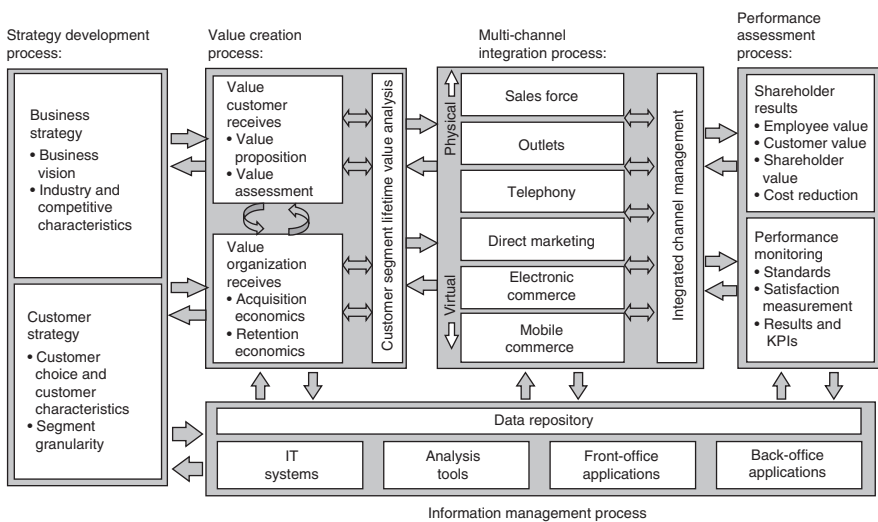 Strategy development
process:
Business
strategy
• Business
vision
• Industry and
competitive
characteristics
Customer
strategy
• Customer
choice and
customer
characteristics
• Segment
granularity
Value creation
process:
Value
customer
receives
• Value
proposition
• Value
assessment
Value
organization
receives
• Acquisition
economics
• Retention
economics
Customer segment lifetime value analysis
Multi-channel
integration process:
Physical
Virtual
Sales force
Outlets
Telephony
Direct marketing
Electronic
commerce
Mobile
commerce
Integrated channel management
Performance
assessment
process:
Shareholder
results
• Employee value
• Customer value
• Shareholder
value
• Cost reduction
Performance
monitoring
• Standards
• Satisfaction
measurement
• Results and
KPIs
Data repository
IT
systems
Analysis
tools
Front-office
applications
Back-office
applications
Information management process